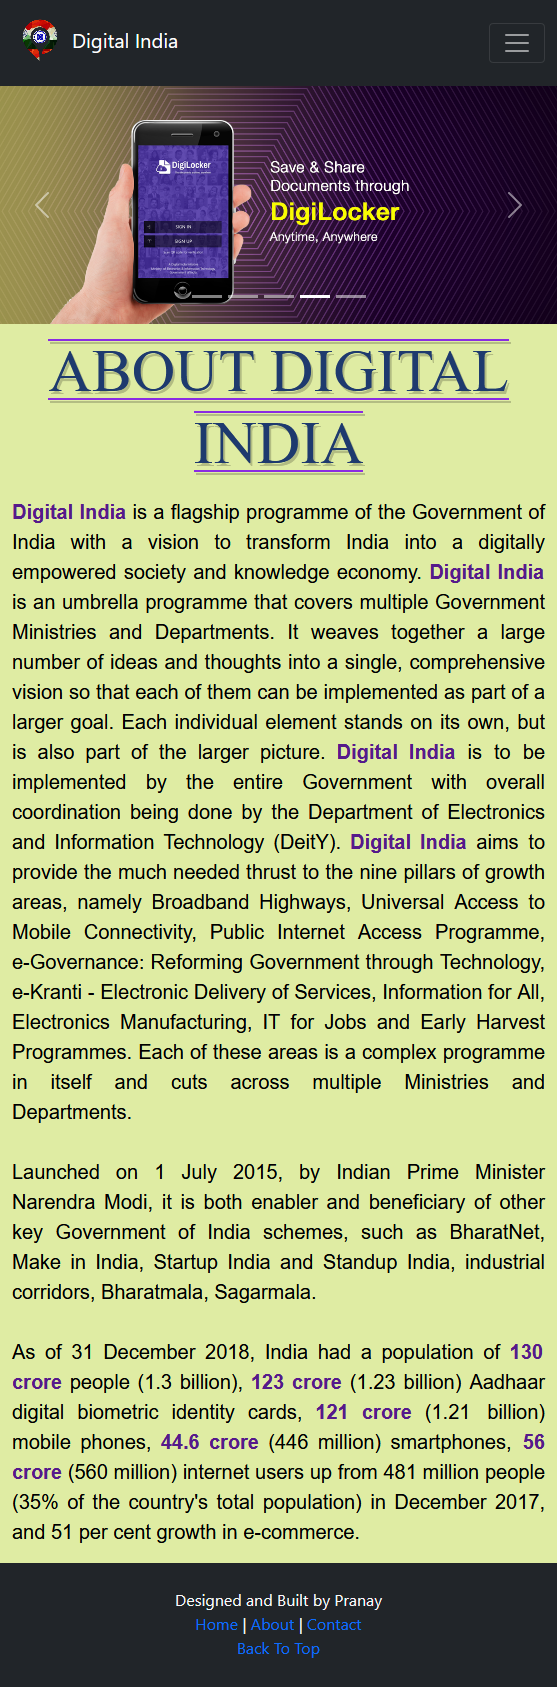 Digital India
DigiLocker
SIGN IN
SIGN UP
Save & Share
Documents through
DigiLocker
Anytime, Anywhere
ABOUT DIGITAL
INDIA
Digital India is a flagship programme of the Government of
India with a vision to transform India into a digitally
empowered society and knowledge economy. Digital India
is an umbrella programme that covers multiple Government
Ministries and Departments. It weaves together a large
number of ideas and thoughts into a single, comprehensive
vision so that each of them can be implemented as part of a
larger goal. Each individual element stands on its own, but
is also part of the larger picture. Digital India is to be
implemented by the entire Government with overall
coordination being done by the Department of Electronics
and Information Technology (DeitY). Digital India aims to
provide the much needed thrust to the nine pillars of growth
areas, namely Broadband Highways, Universal Access to
Mobile Connectivity, Public Internet Access Programme,
e-Governance: Reforming Government through Technology,
e-Kranti - Electronic Delivery of Services, Information for All,
Electronics Manufacturing, IT for Jobs and Early Harvest
Programmes. Each of these areas is a complex programme
in itself and cuts across multiple Ministries and
Departments.
Launched on 1 July 2015, by Indian Prime Minister
Narendra Modi, it is both enabler and beneficiary of other
key Government of India schemes, such as BharatNet,
Make in India, Startup India and Standup India, industrial
corridors, Bharatmala, Sagarmala.
As of 31 December 2018, India had a population of 130
crore people (1.3 billion), 123 crore (1.23 billion) Aadhaar
digital biometric identity cards, 121 crore (1.21 billion)
mobile phones, 44.6 crore (446 million) smartphones, 56
crore (560 million) internet users up from 481 million people
(35% of the country's total population) in December 2017,
and 51 per cent growth in e-commerce.
Designed and Built by Pranay
Home | About | Contact
Back To Top